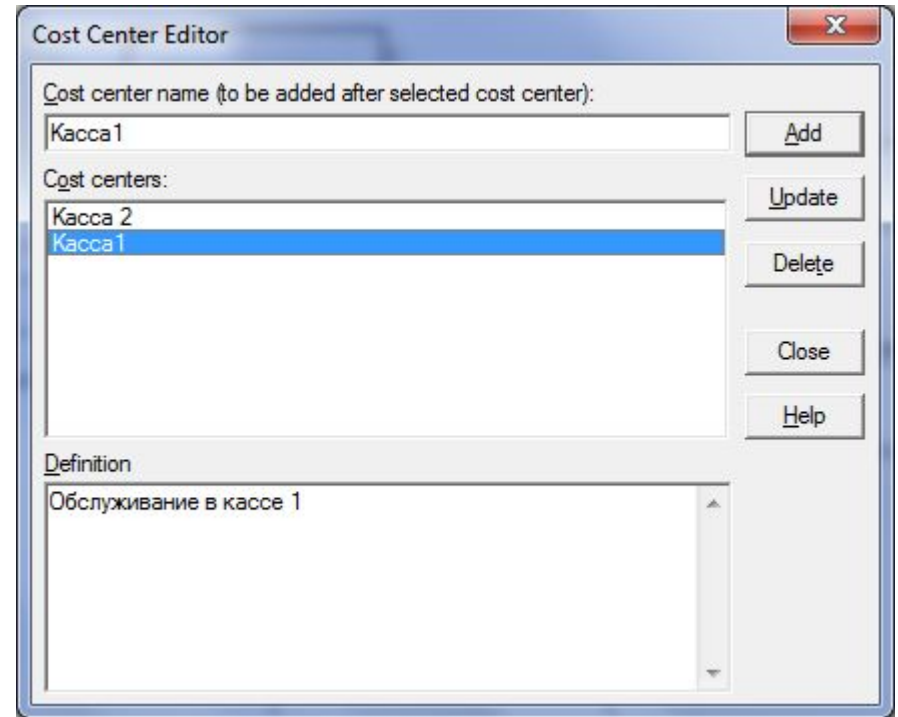 Cost Center Editor
Cost center name (to be added after selected cost center):
Касса1
Add
Cost centers:
Касса 2
Касса1
Update
Delete
Close
Help
Definition
Обслуживание в кассе 1